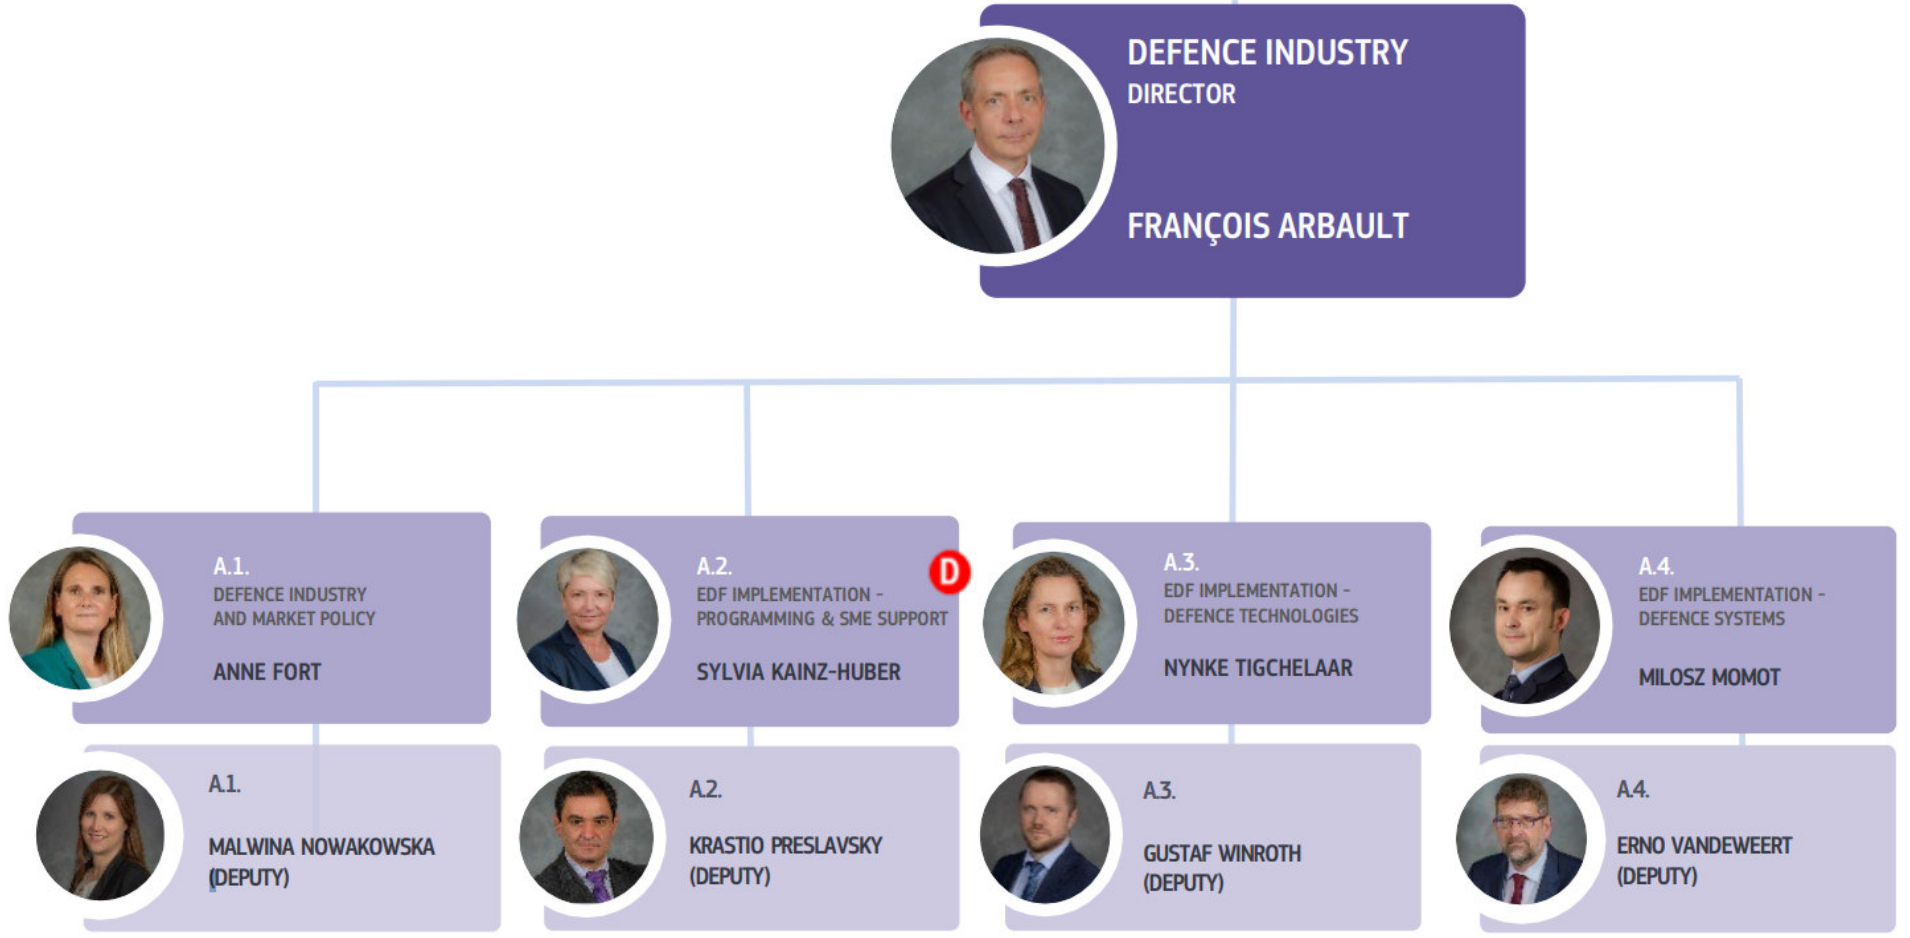 DEFENCE INDUSTRY
DIRECTOR
FRANÇOIS ARBAULT
A.1.
DEFENCE INDUSTRY
AND MARKET POLICY
ANNE FORT
A.2.
EDF IMPLEMENTATION -
PROGRAMMING & SME SUPPORT
SYLVIA KAINZ-HUBER
D
A.3.
EDF IMPLEMENTATION -
DEFENCE TECHNOLOGIES
NYNKE TIGCHELAAR
A.4.
EDF IMPLEMENTATION -
DEFENCE SYSTEMS
MILOSZ MOMOT
A.1.
MALWINA NOWAKOWSKA
(DEPUTY)
A.2.
KRASTIO PRESLAVSKY
(DEPUTY)
A.3.
GUSTAF WINROTH
(DEPUTY)
A.4.
ERNO VANDEWEERT
(DEPUTY)